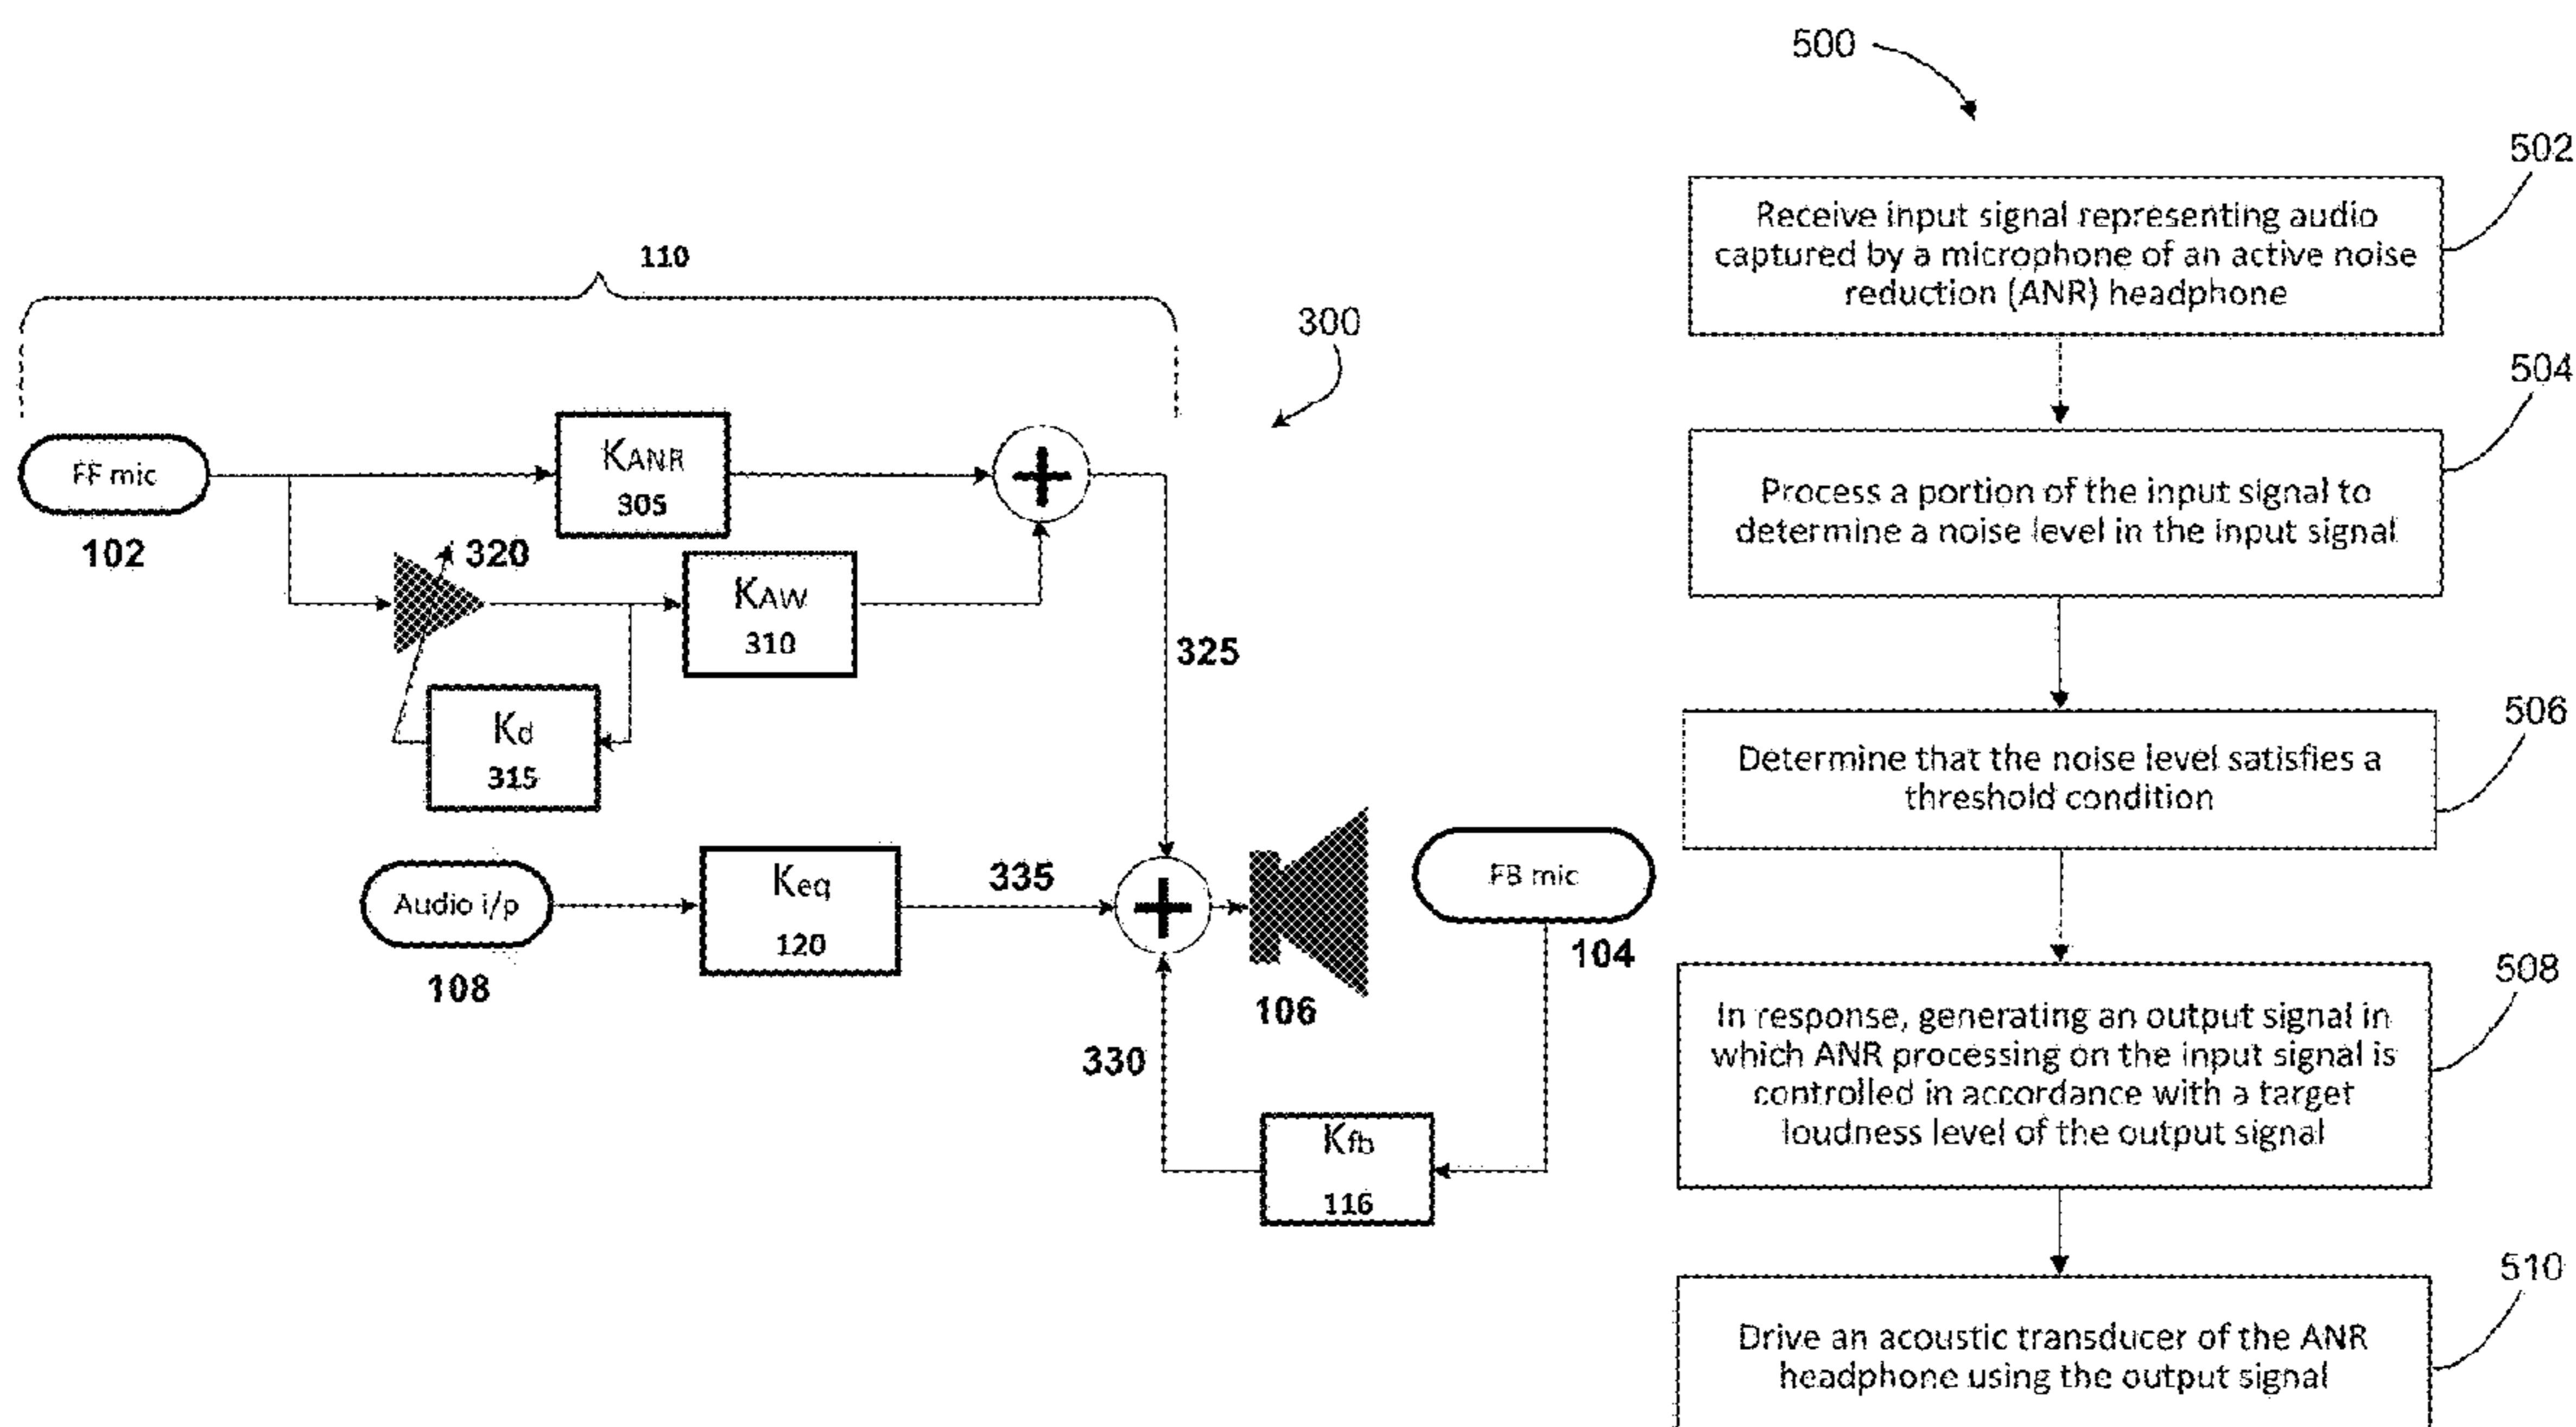 110
300
FF mic
102
KANR
305
+
320
KAW
310
325
Kd
315
Audio i/p
108
Keq
120
335
+
106
FB mic
104
330
Kfb
116
500
502
Receive input signal representing audio
captured by a microphone of an active noise
reduction (ANR) headphone
504
Process a portion of the input signal to
determine a noise level in the input signal
506
Determine that the noise level satisfies a
threshold condition
508
In response, generating an output signal in
which ANR processing on the input signal is
controlled in accordance with a target
loudness level of the output signal
510
Drive an acoustic transducer of the ANR
headphone using the output signal